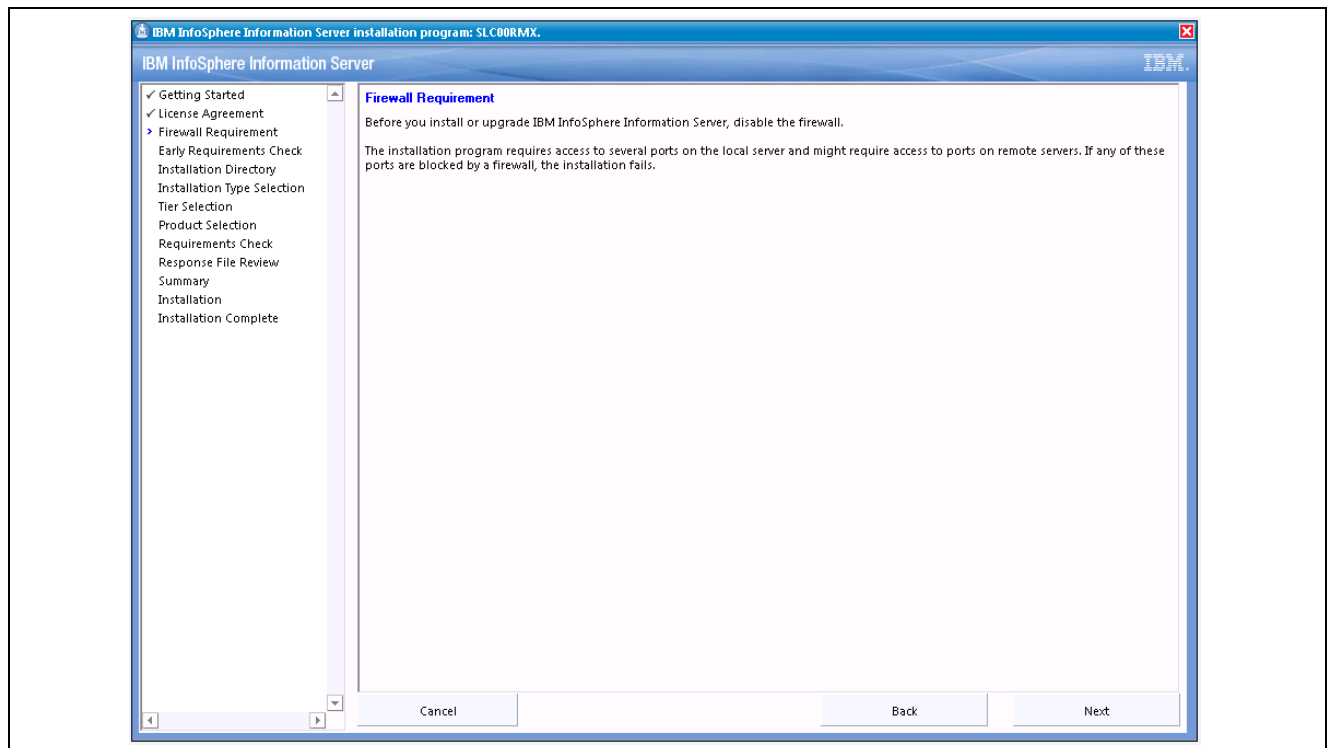 IBM InfoSphere Information Server installation program: SLC00RMX.
IBM InfoSphere Information Server
IBM.
✓ Getting Started
✓ License Agreement
> Firewall Requirement
Early Requirements Check
Installation Directory
Installation Type Selection
Tier Selection
Product Selection
Requirements Check
Response File Review
Summary
Installation
Installation Complete
Firewall Requirement
Before you install or upgrade IBM InfoSphere Information Server, disable the firewall.
The installation program requires access to several ports on the local server and might require access to ports on remote servers. If any of these
ports are blocked by a firewall, the installation fails.
Cancel
Back
Next